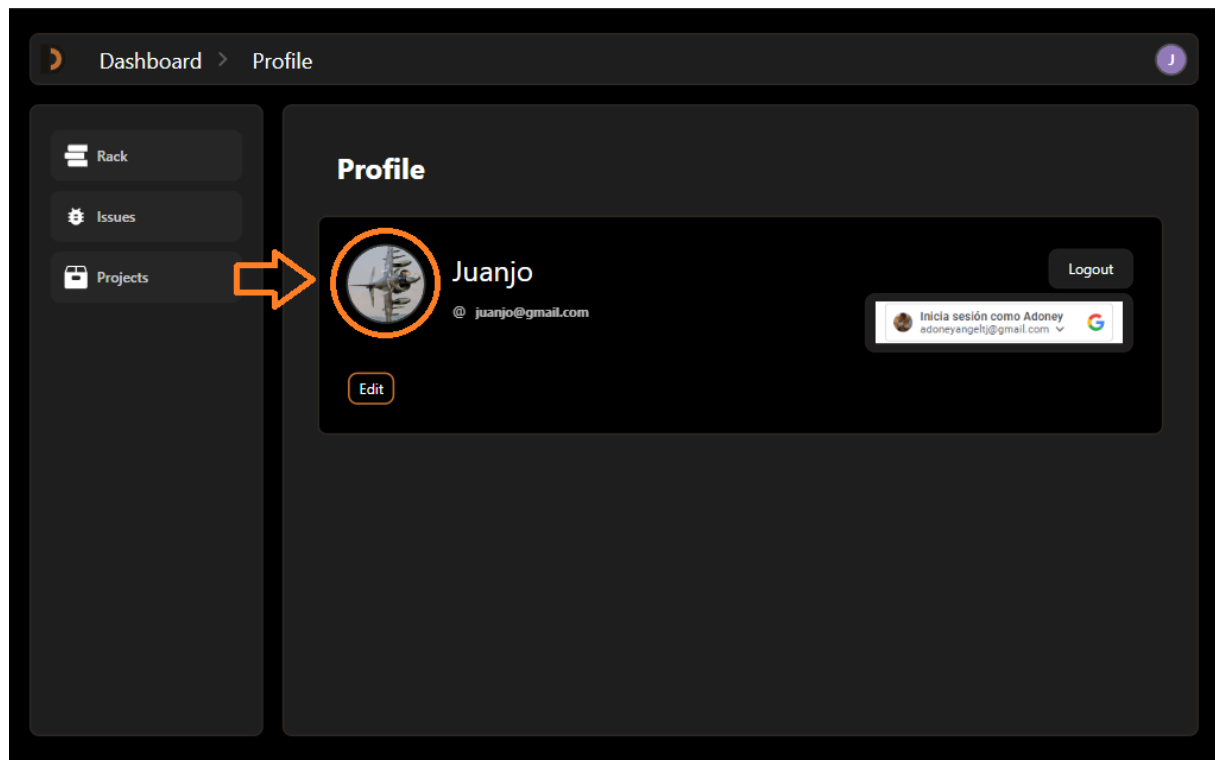 Dashboard > Profile
J
Rack
Issues
Projects
Profile
Juanjo
@ juanjo@gmail.com
Edit
Logout
Inicia sesión como Adoney
adoneyangeltj@gmail.com
G